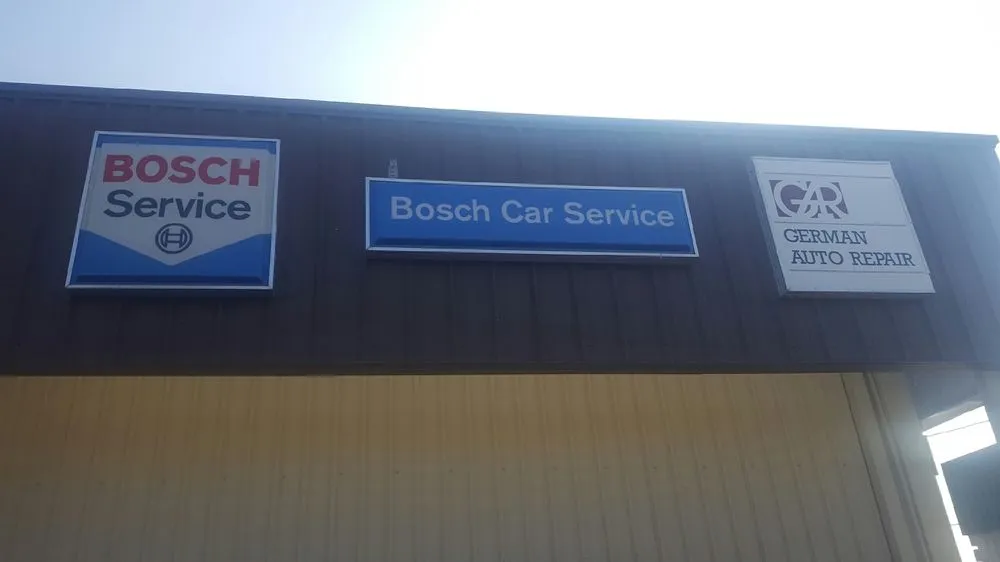 BOSCH
Service
Bosch Car Service
GAR
GERMAN
AUTO REPAIR